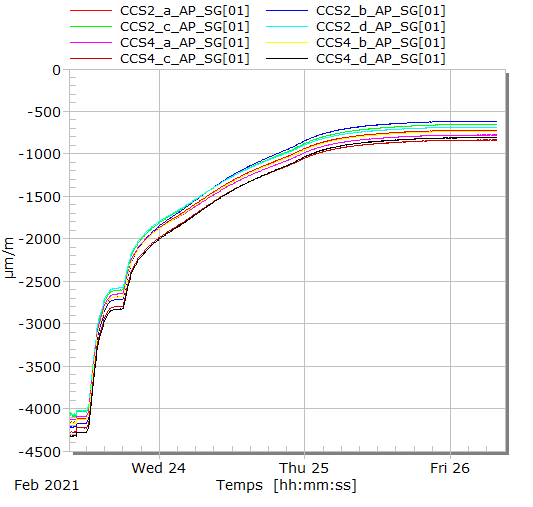 CCS2_a_AP_SG[01] CCS2_b_AP_SG[01]
CCS2_c_AP_SG[01] CCS2_d_AP_SG[01]
CCS4_a_AP_SG[01] CCS4_b_AP_SG[01]
CCS4_c_AP_SG[01] CCS4_d_AP_SG[01]
0
-500
-1000
-1500
-2000
µm/m
-2500
-3000
-3500
-4000
-4500
Wed 24 Thu 25 Fri 26
Feb 2021 Temps [hh:mm:ss]